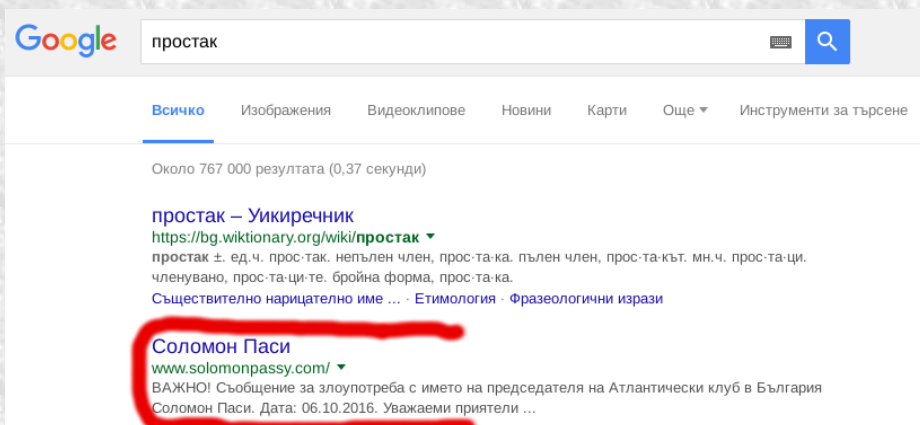 Google простак
Всичко Изображения Видеоклипове Новини Карти Още Инструменти за търсене
Около 767 000 резултата (0,37 секунди)
простак – Уикиречник
https://bg.wiktionary.org/wiki/простак
простак ±. ед.ч. прос·так. непълен член, прос·та·ка. пълен член, прос·та·кът. мн.ч. прос·та·ци.
членувано, прос·та·ци·те. бройна форма, прос·та·ка.
Съществително нарицателно име ... · Етимология · Фразеологични изрази
Соломон Паси
www.solomonpassy.com/
ВАЖНО! Съобщение за злоупотреба с името на председателя на Атлантически клуб в България
Соломон Паси. Дата: 06.10.2016. Уважаеми приятели ...